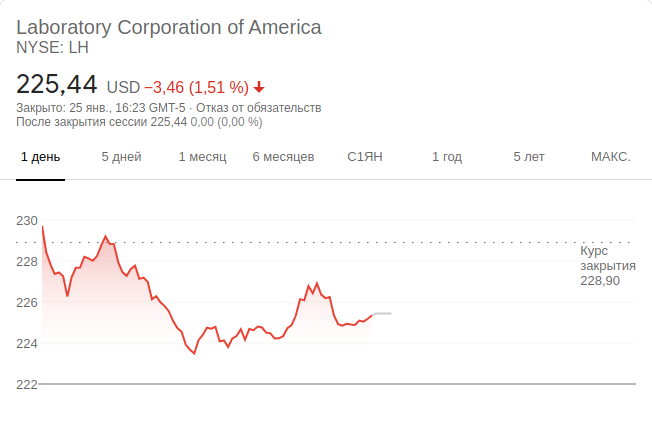 Laboratory Corporation of America
NYSE: LH
225,44 USD −3,46 (1,51 %)
Закрыто: 25 янв., 16:23 GMT-5 · Отказ от обязательств
После закрытия сессии 225,44 0,00 (0,00 %)
1 день 5 дней 1 месяц 6 месяцев С1ЯН 1 год 5 лет МАКС.
230
Курс
закрытия
228,90
228
226
224
222